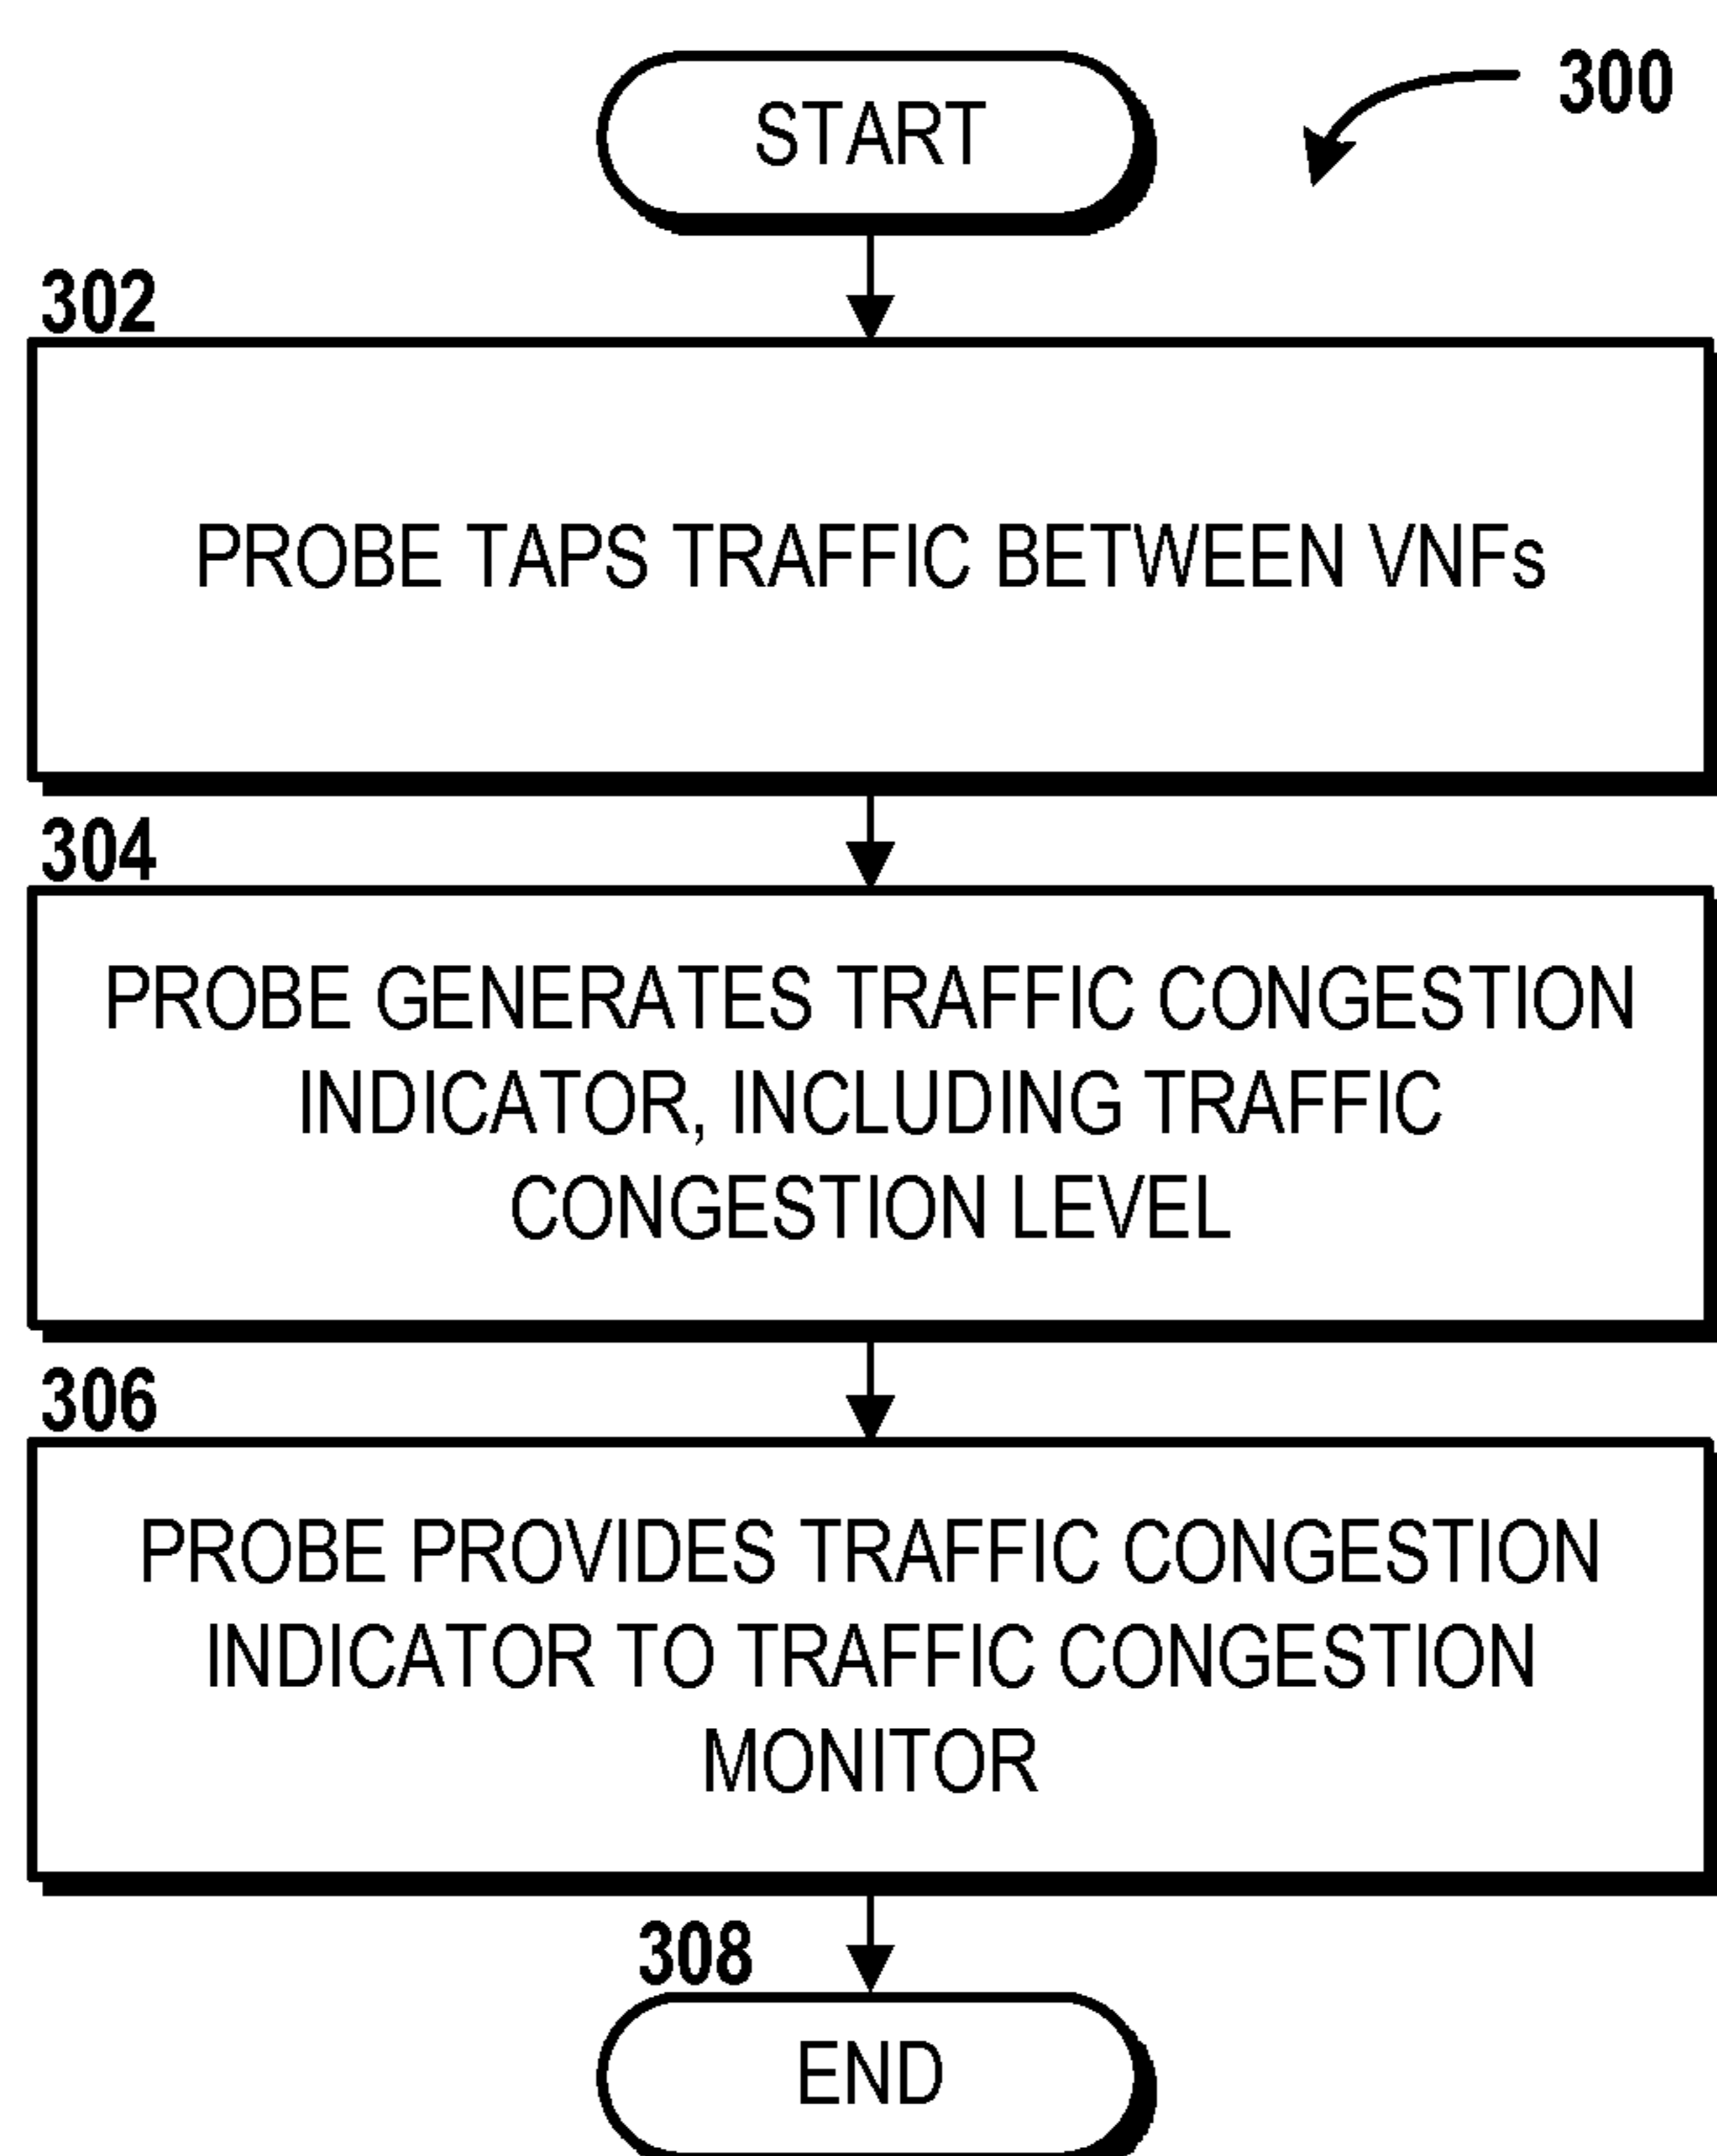 START
300
302
PROBE TAPS TRAFFIC BETWEEN VNFs
304
PROBE GENERATES TRAFFIC CONGESTION
INDICATOR, INCLUDING TRAFFIC
CONGESTION LEVEL
306
PROBE PROVIDES TRAFFIC CONGESTION
INDICATOR TO TRAFFIC CONGESTION
MONITOR
308
END